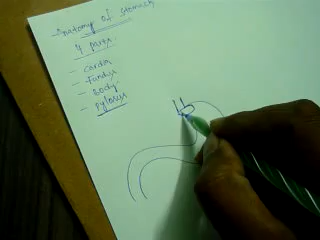 Anatomy of Stomach
4 parts
- Cardia
- Fundus
- Body
- Pylorus